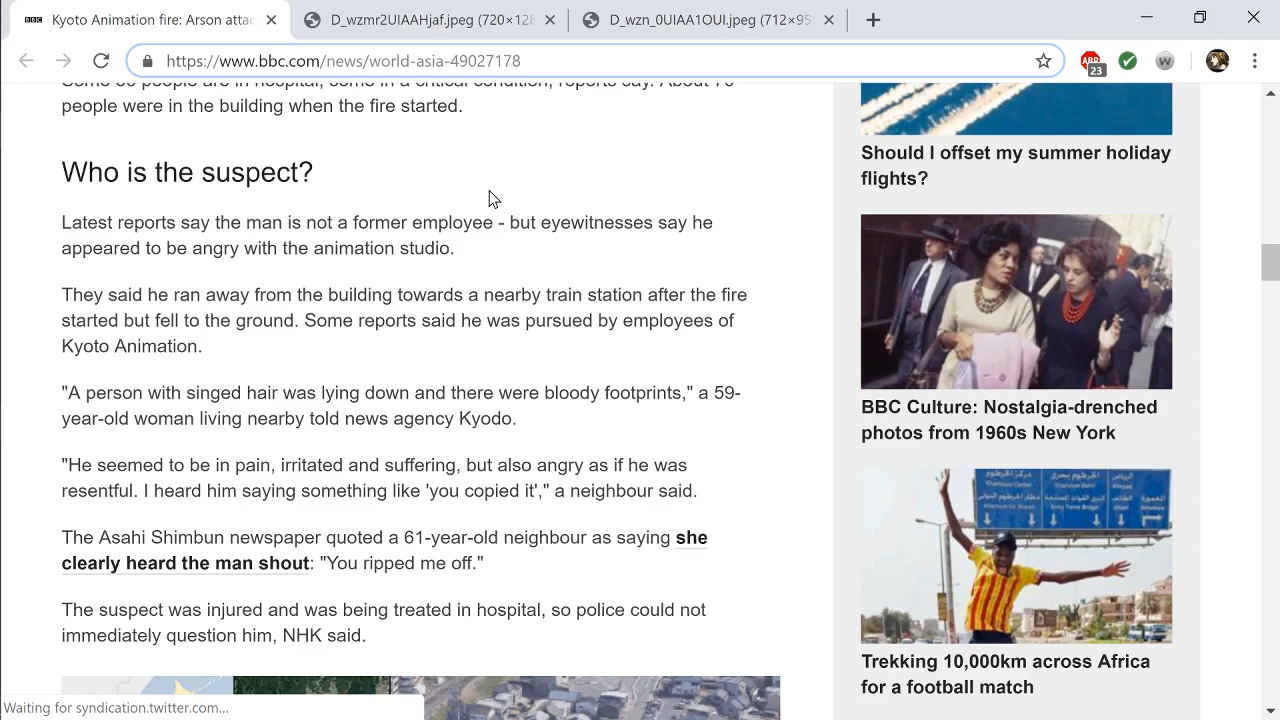 BBC Kyoto Animation fire: Arson attac
D_wzmr2UIAAHjaf.jpeg (720×128
D_wzn_0UIAA1OUI.jpeg (712×95
https://www.bbc.com/news/world-asia-49027178
ABP
23
W
people were in the building when the fire started.
Who is the suspect?
Latest reports say the man is not a former employee - but eyewitnesses say he
appeared to be angry with the animation studio.
They said he ran away from the building towards a nearby train station after the fire
started but fell to the ground. Some reports said he was pursued by employees of
Kyoto Animation.
"A person with singed hair was lying down and there were bloody footprints," a 59-
year-old woman living nearby told news agency Kyodo.
"He seemed to be in pain, irritated and suffering, but also angry as if he was
resentful. I heard him saying something like 'you copied it'," a neighbour said.
The Asahi Shimbun newspaper quoted a 61-year-old neighbour as saying she
clearly heard the man shout: "You ripped me off."
The suspect was injured and was being treated in hospital, so police could not
immediately question him, NHK said.
Should I offset my summer holiday
flights?
BBC Culture: Nostalgia-drenched
photos from 1960s New York
Trekking 10,000km across Africa
for a football match
Waiting for syndication.twitter.com...